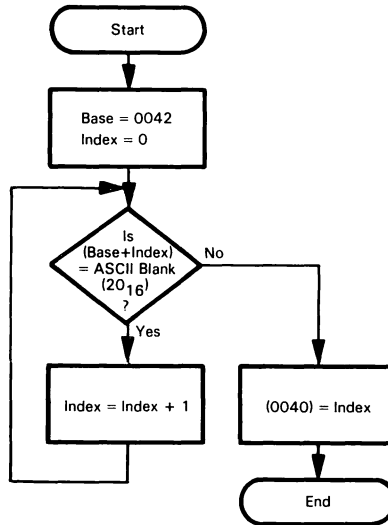 Start
Base = 0042
Index = 0
Is
(Base+Index)
= ASCII Blank
(20₁₆)
?
No
Yes
Index = Index + 1
(0040) = Index
End